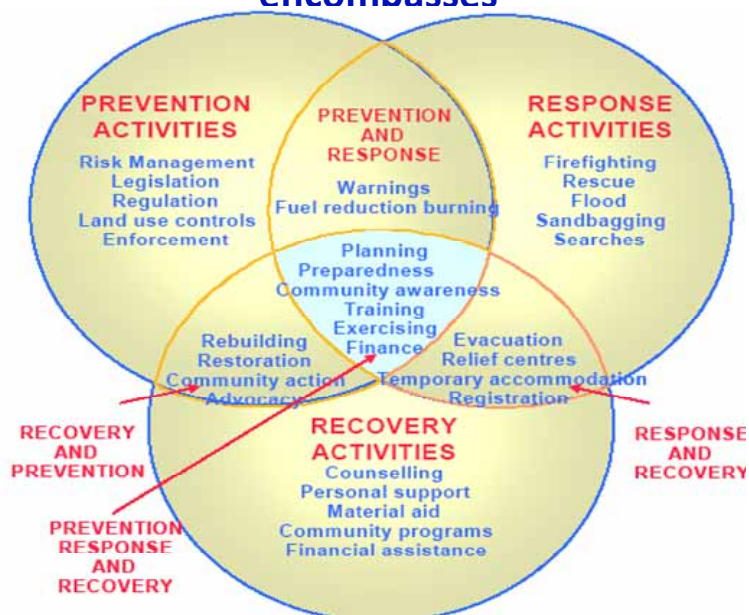 encompasses
PREVENTION
ACTIVITIES
Risk Management
Legislation
Regulation
Land use controls
Enforcement
PREVENTION
AND
RESPONSE
Warnings
Fuel reduction burning
RESPONSE
ACTIVITIES
Firefighting
Rescue
Flood
Sandbagging
Searches
Planning
Preparedness
Community awareness
Training
Exercising
Finance
Rebuilding
Restoration
Community action
Advocacy
Evacuation
Relief centres
Temporary accommodation
Registration
RECOVERY
AND
PREVENTION
RECOVERY
ACTIVITIES
Counselling
Personal support
Material aid
Community programs
Financial assistance
RESPONSE
AND
RECOVERY
PREVENTION
RESPONSE
AND
RECOVERY